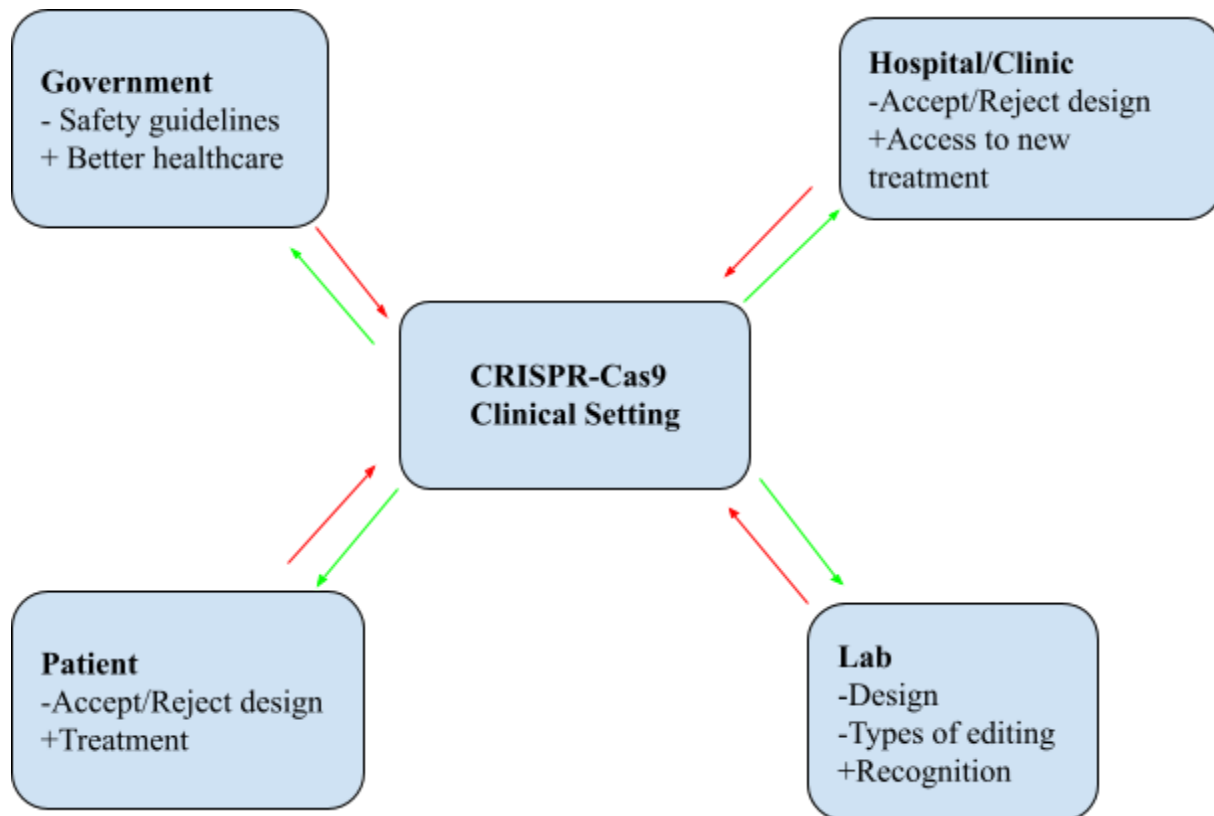 Government
- Safety guidelines
+ Better healthcare
Hospital/Clinic
-Accept/Reject design
+Access to new
treatment
CRISPR-Cas9
Clinical Setting
Patient
-Accept/Reject design
+Treatment
Lab
-Design
-Types of editing
+Recognition